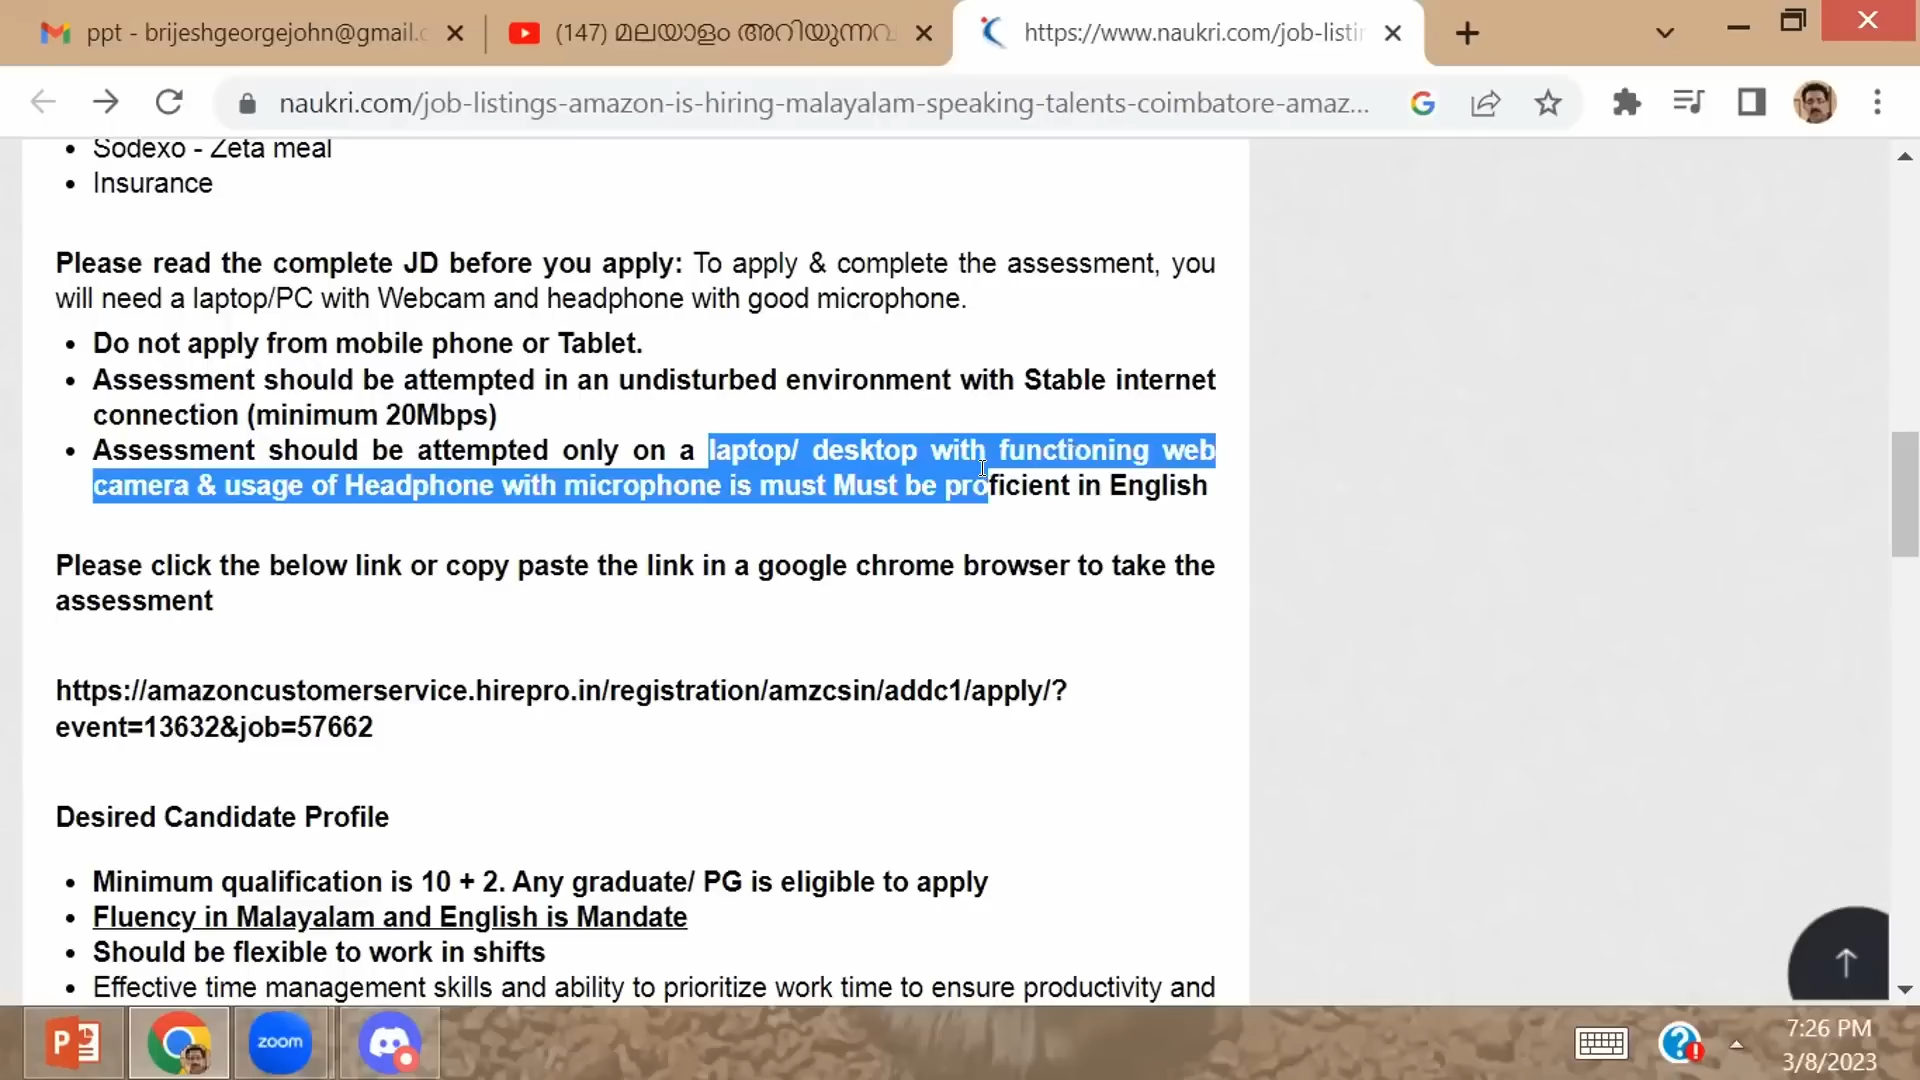 ppt - brijeshgeorgejohn@gmail.c
(147) മലയാളം അറിയുന്നവ
https://www.naukri.com/job-listin
naukri.com/job-listings-amazon-is-hiring-malayalam-speaking-talents-coimbatore-amaz...
Sodexo - Zeta meal
Insurance
Please read the complete JD before you apply: To apply & complete the assessment, you
will need a laptop/PC with Webcam and headphone with good microphone.
Do not apply from mobile phone or Tablet.
Assessment should be attempted in an undisturbed environment with Stable internet
connection (minimum 20Mbps)
Assessment should be attempted only on a laptop/ desktop with functioning web
camera & usage of Headphone with microphone is must Must be proficient in English
Please click the below link or copy paste the link in a google chrome browser to take the
assessment
https://amazoncustomerservice.hirepro.in/registration/amzcsin/addc1/apply/?
event=13632&job=57662
Desired Candidate Profile
Minimum qualification is 10 + 2. Any graduate/ PG is eligible to apply
Fluency in Malayalam and English is Mandate
Should be flexible to work in shifts
Effective time management skills and ability to prioritize work time to ensure productivity and
zoom
7:26 PM
3/8/2023